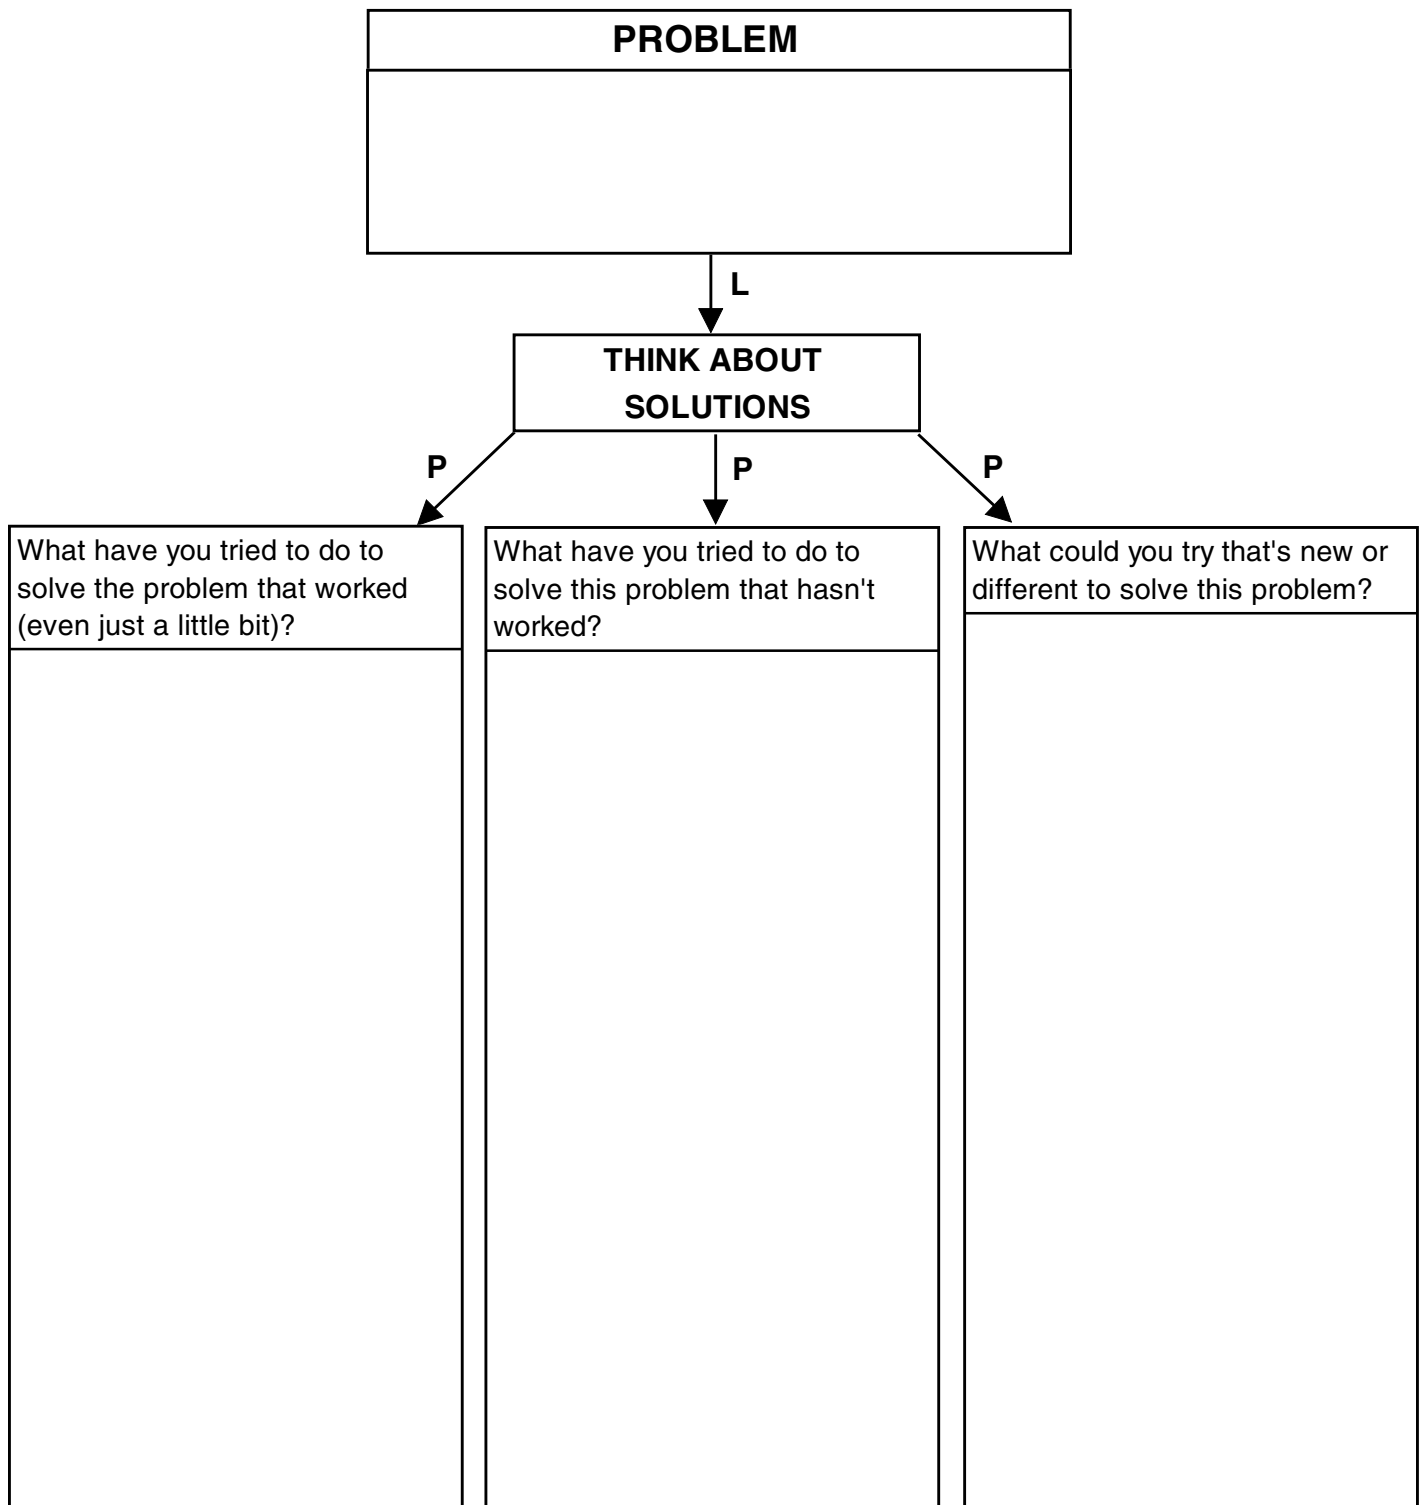 PROBLEM
L
THINK ABOUT
SOLUTIONS
P
P
P
What have you tried to do to
solve the problem that worked
(even just a little bit)?
What have you tried to do to
solve this problem that hasn't
worked?
What could you try that's new or
different to solve this problem?